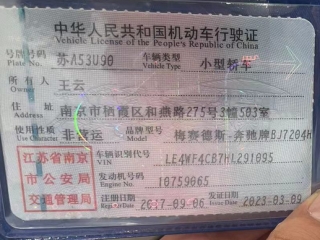 中华人民共和国机动车行驶证
Vehicle License of the People's Republic of China
号牌号码 苏A53U90 车辆类型 小型轿车
Plate No. Vehicle Type
所有人 王云
Owner
住址 南京市栖霞区和燕路275号3幢503室
Address
使用性质 非营运 品牌型号 梅赛德斯-奔驰牌BJ7204H
Use Character Model
江苏省南京市公安局交通管理局
车辆识别代号 LE4WF4CB7HL291095
VIN
发动机号码 10759065
Engine No.
注册日期 2017-09-06 发证日期 2023-03-09
Register Date Issue Date